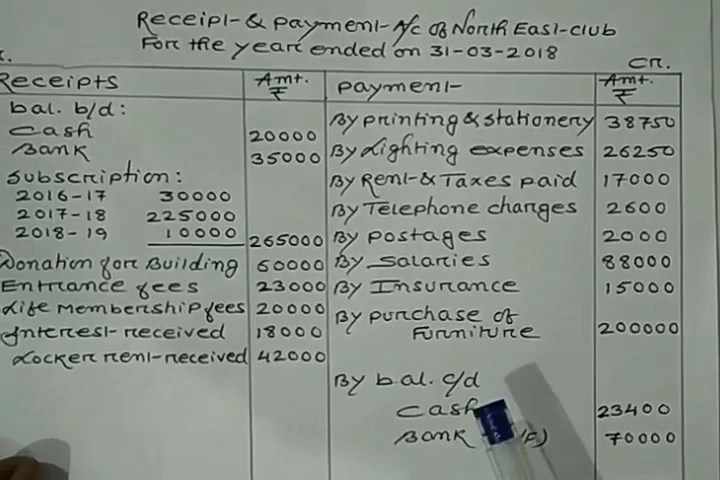 Receipt & Payment A/c of North East-club
For the year ended on 31-03-2018
r. CR.
Receipts Amt. ₹ Payment Amt. ₹
bal. b/d:
Cash 20000
Bank 35000
Subscription:
2016-17 30000
2017-18 225000
2018-19 10000 265000
Donation for Building 60000
Entrance fees 23000
Life Membership fees 20000
Interest received 18000
Locker rent received 42000
By Printing & Stationery 38750
By Lighting expenses 26250
By Rent & Taxes paid 17000
By Telephone charges 2600
By Postages 2000
By Salaries 88000
By Insurance 15000
By Purchase of
Furniture 200000
By bal. c/d
Cash 23400
Bank 70000